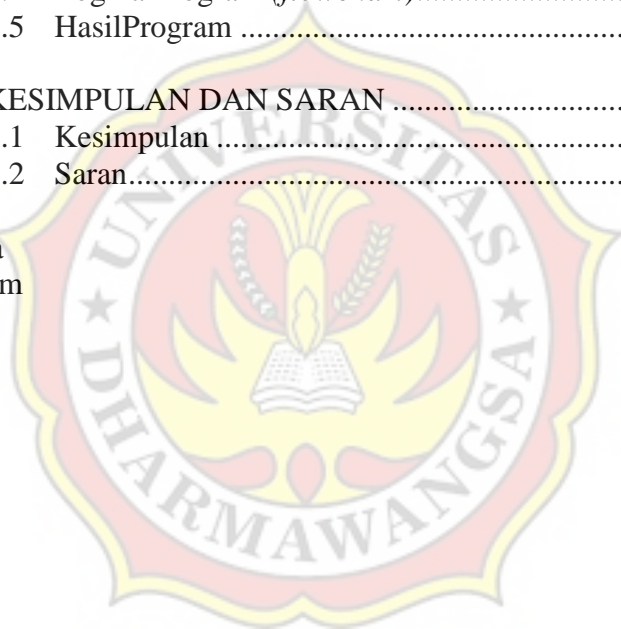 .5 HasilProgram ........................................
KESIMPULAN DAN SARAN ........................
.1 Kesimpulan ..........................................
.2 Saran....................................................
a
m
UNIVERSITAS
DHARMAWANGSA